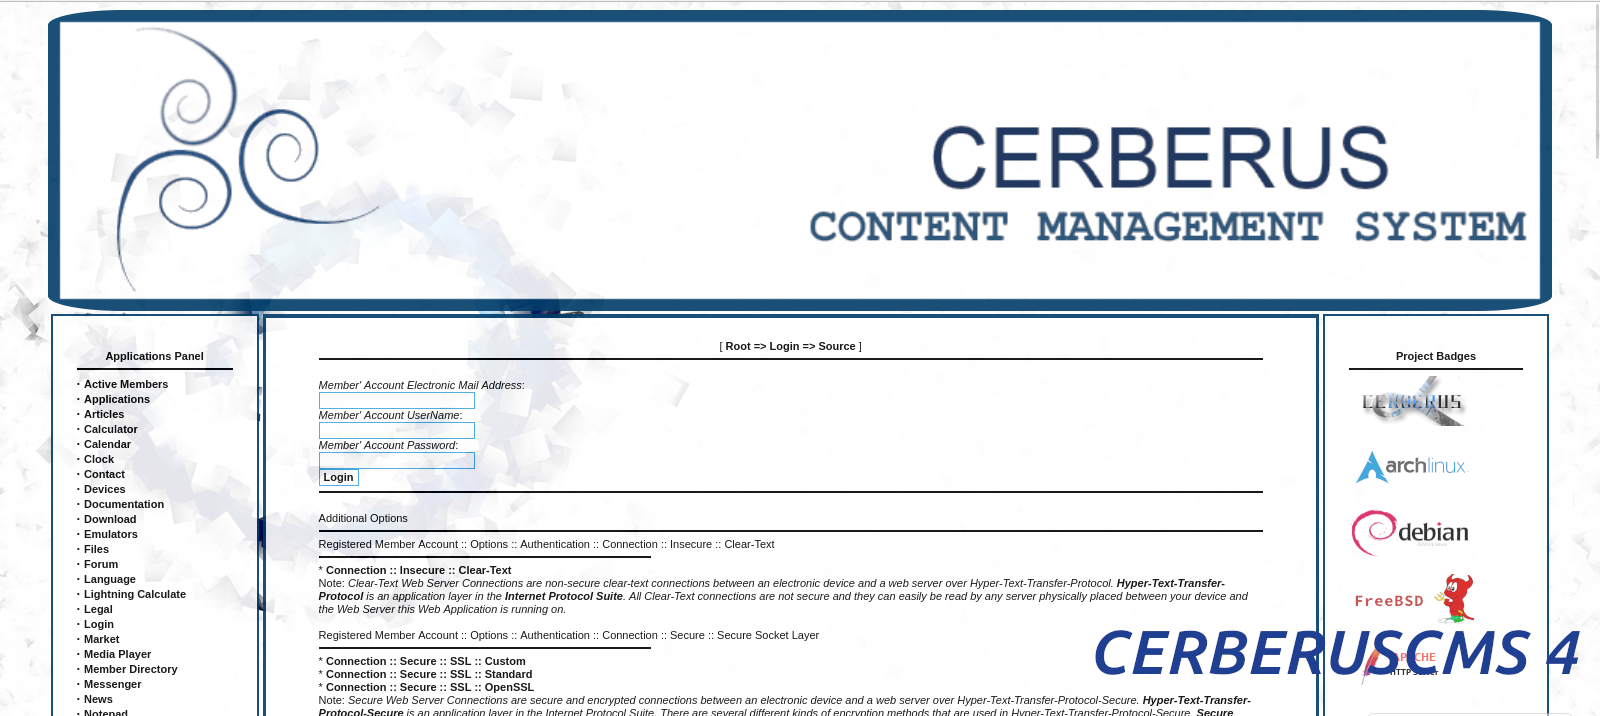 CERBERUS
CONTENT MANAGEMENT SYSTEM
Applications Panel
· Active Members
· Applications
· Articles
· Calculator
· Calendar
· Clock
· Contact
· Devices
· Documentation
· Download
· Emulators
· Files
· Forum
· Language
· Lightning Calculate
· Legal
· Login
· Market
· Media Player
· Member Directory
· Messenger
· News
· Notepad
[ Root => Login => Source ]
Member' Account Electronic Mail Address:
Member' Account UserName:
Member' Account Password:
Login
Additional Options
Registered Member Account :: Options :: Authentication :: Connection :: Insecure :: Clear-Text
* Connection :: Insecure :: Clear-Text
Note: Clear-Text Web Server Connections are non-secure clear-text connections between an electronic device and a web server over Hyper-Text-Transfer-Protocol. Hyper-Text-Transfer-
Protocol is an application layer in the Internet Protocol Suite. All Clear-Text connections are not secure and they can easily be read by any server physically placed between your device and
the Web Server this Web Application is running on.
Registered Member Account :: Options :: Authentication :: Connection :: Secure :: Secure Socket Layer
* Connection :: Secure :: SSL :: Custom
* Connection :: Secure :: SSL :: Standard
* Connection :: Secure :: SSL :: OpenSSL
Note: Secure Web Server Connections are secure and encrypted connections between an electronic device and a web server over Hyper-Text-Transfer-Protocol-Secure. Hyper-Text-Transfer-
Protocol-Secure is an application layer in the Internet Protocol Suite. There are several different kinds of encryption methods that are used in Hyper-Text-Transfer-Protocol-Secure. Secure
Project Badges
CERBERUS
archlinux
debian
FreeBSD
APACHE
HTTP SERVER
CERBERUSCMS 4